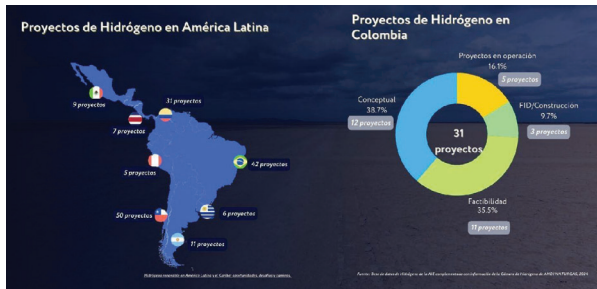 Proyectos de Hidrógeno en América Latina
9 proyectos
31 proyectos
7 proyectos
5 proyectos
42 proyectos
50 proyectos
6 proyectos
11 proyectos
Proyectos de Hidrógeno en
Colombia
Proyectos en operación
16.1%
5 proyectos
FID/Construcción
9.7%
3 proyectos
Conceptual
38.7%
12 proyectos
31
proyectos
Factibilidad
35.5%
11 proyectos